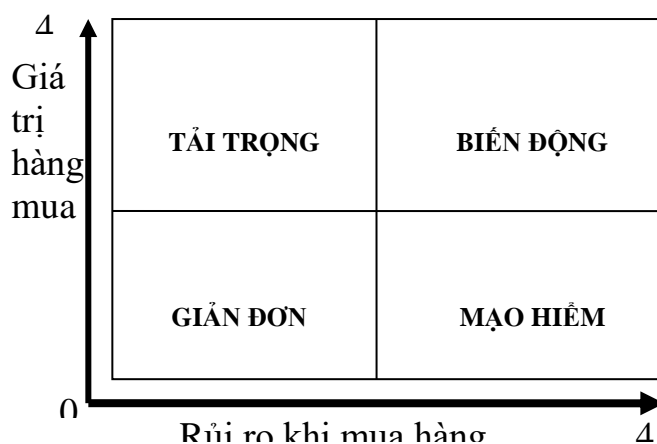 4
Giá
trị
hàng
mua
TẢI TRỌNG
BIẾN ĐỘNG
GIẢN ĐƠN
MẠO HIỂM
0
Rủi ro khi mua hàng
4